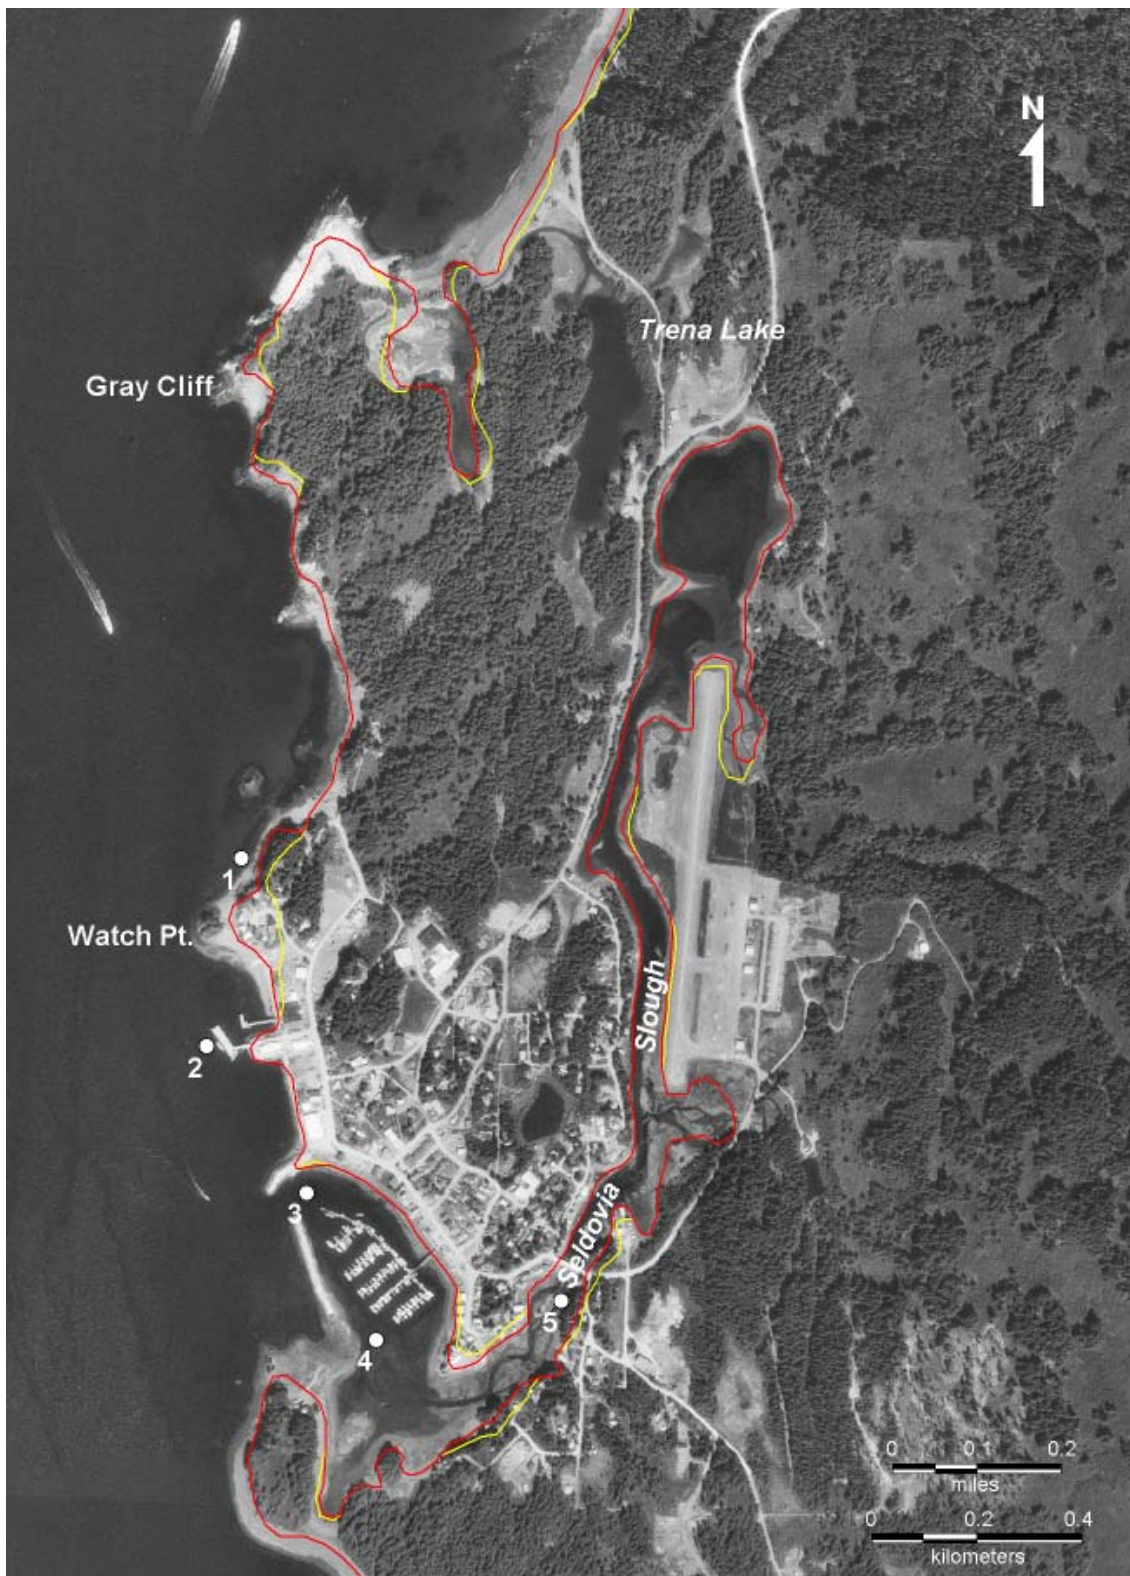 N
Trena Lake
Gray Cliff
1
Watch Pt.
Slough
2
3
Seldovia
5
4
0 0.1 0.2
miles
0 0.2 0.4
kilometers